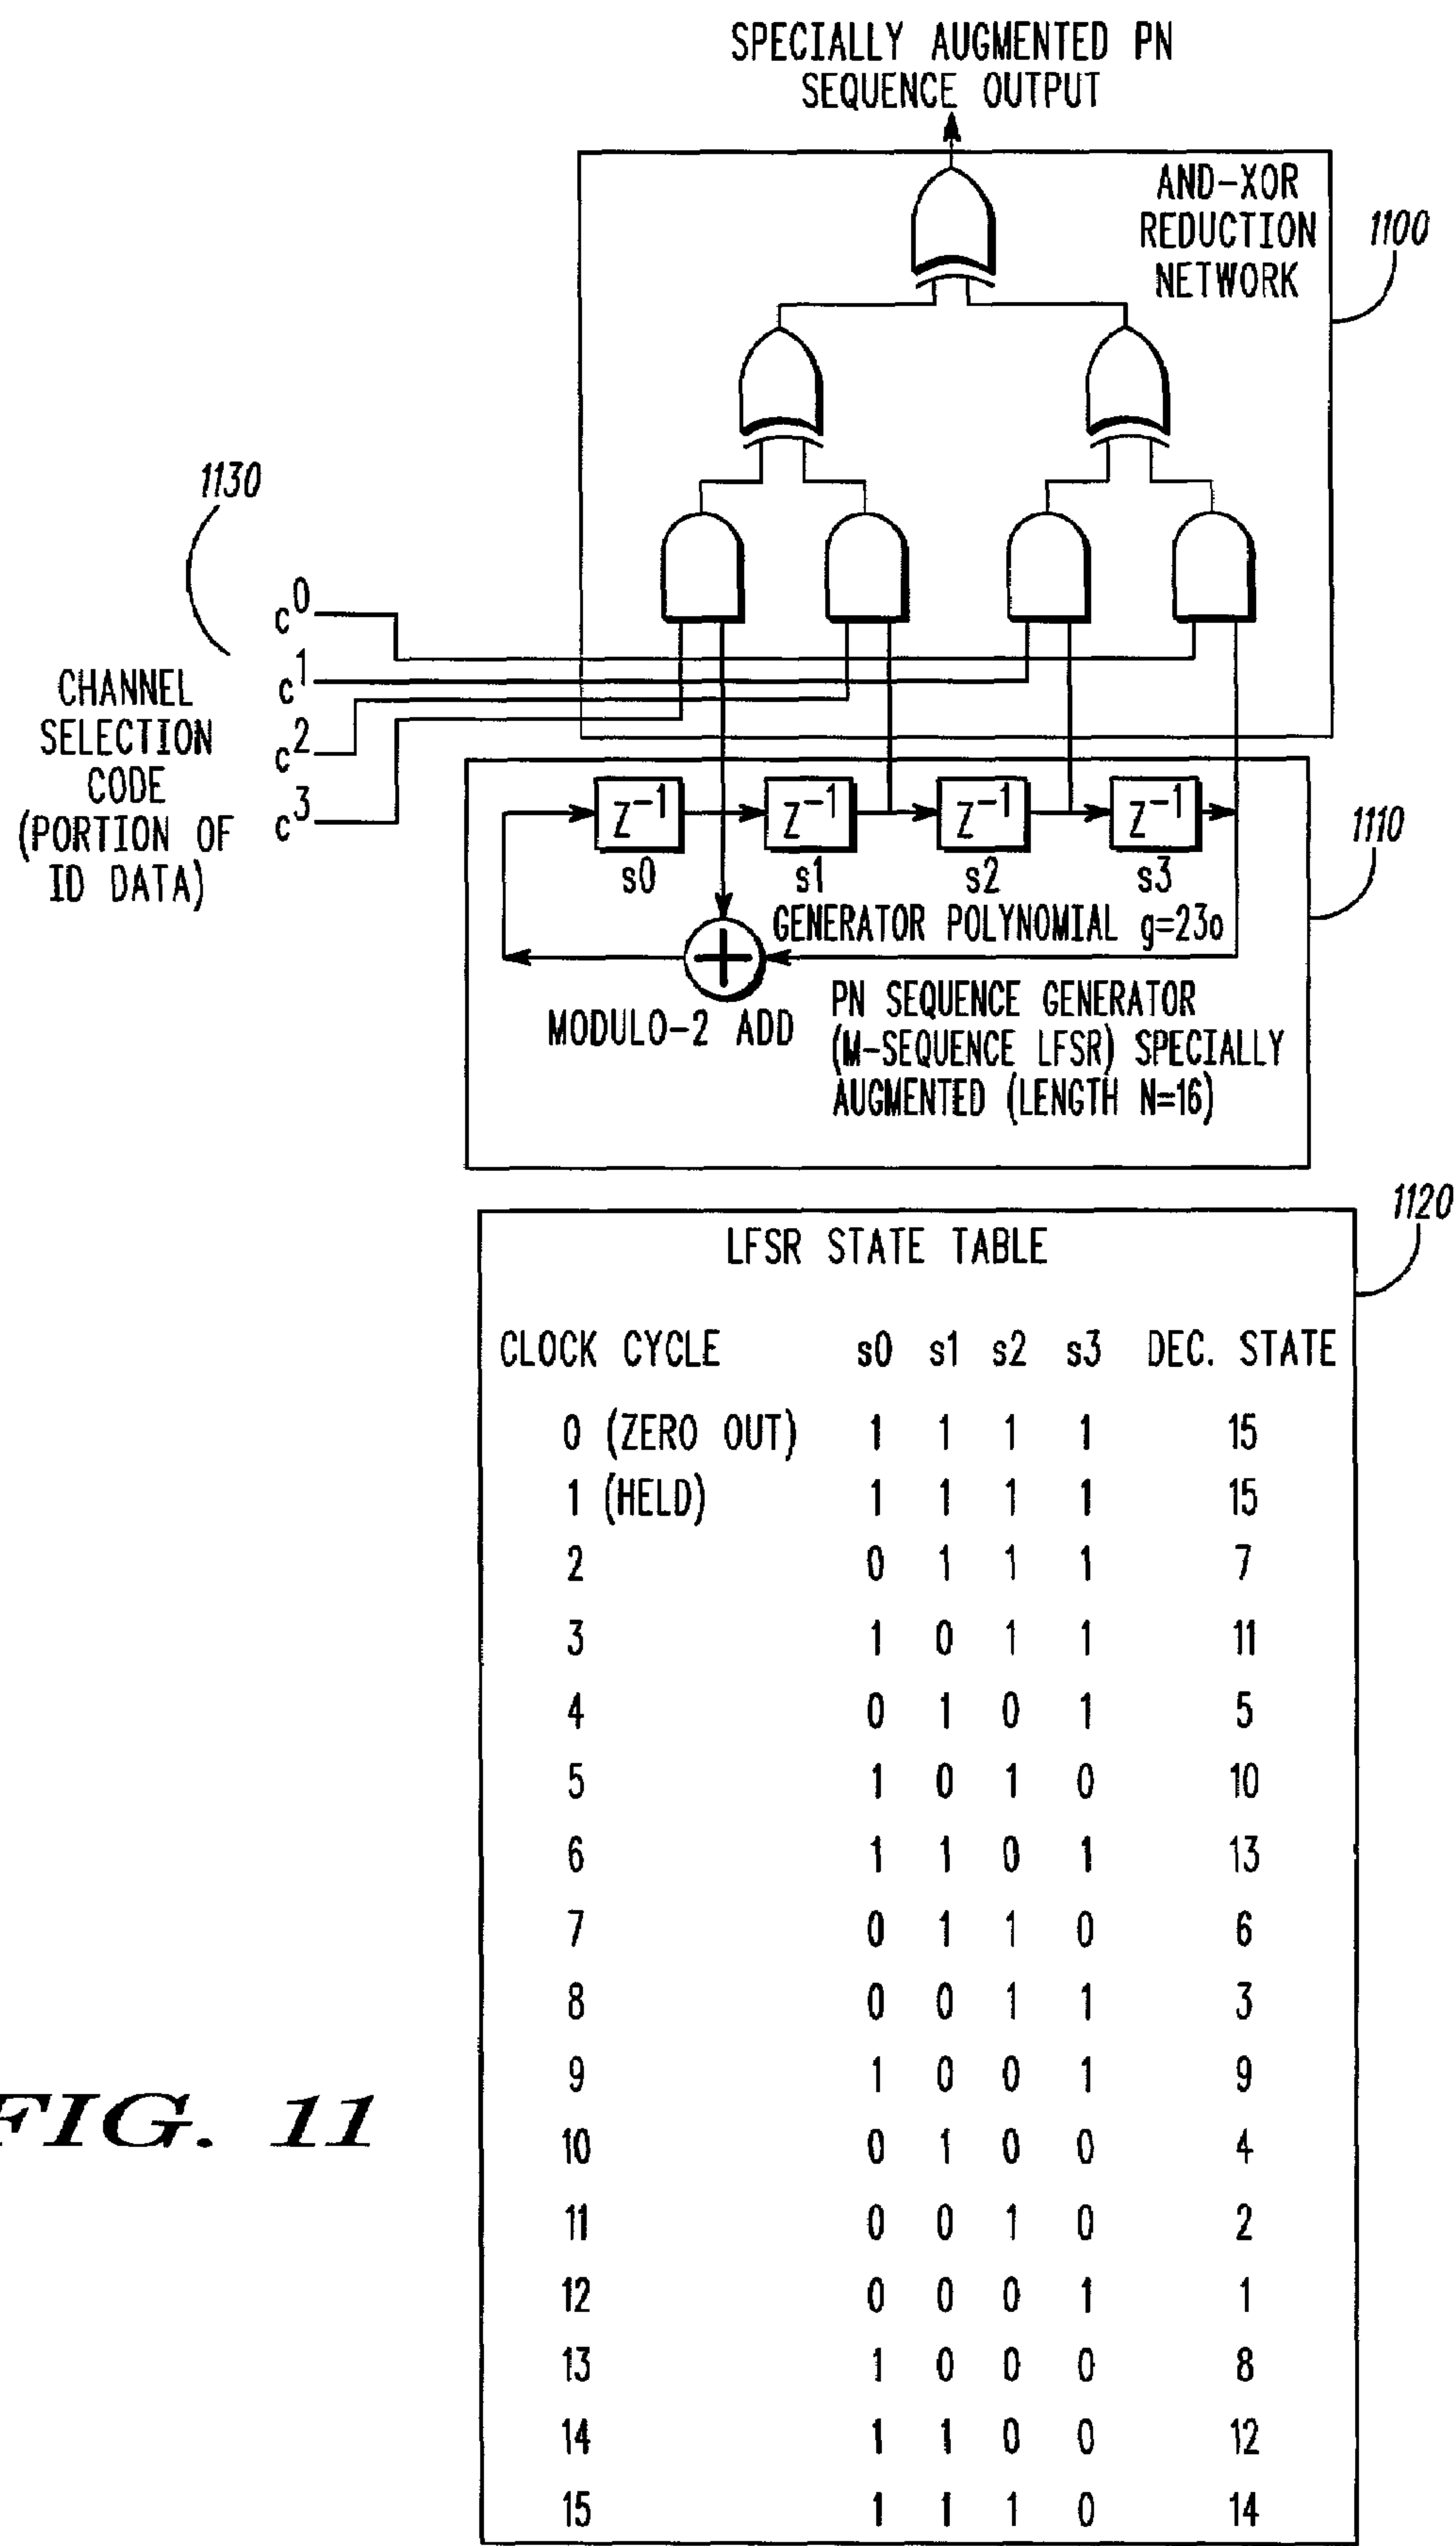 SPECIALLY AUGMENTED PN
SEQUENCE OUTPUT
AND-XOR
REDUCTION
NETWORK
1100
1130
c0
c1
c2
c3
CHANNEL
SELECTION
CODE
(PORTION OF
ID DATA)
z-1 z-1 z-1 z-1
s0 s1 s2 s3
1110
GENERATOR POLYNOMIAL g=23o
MODULO-2 ADD
PN SEQUENCE GENERATOR
(M-SEQUENCE LFSR) SPECIALLY
AUGMENTED (LENGTH N=16)
1120
LFSR STATE TABLE
CLOCK CYCLE s0 s1 s2 s3 DEC. STATE
0 (ZERO OUT) 1 1 1 1 15
1 (HELD) 1 1 1 1 15
2 0 1 1 1 7
3 1 0 1 1 11
4 0 1 0 1 5
5 1 0 1 0 10
6 1 1 0 1 13
7 0 1 1 0 6
8 0 0 1 1 3
9 1 0 0 1 9
10 0 1 0 0 4
11 0 0 1 0 2
12 0 0 0 1 1
13 1 0 0 0 8
14 1 1 0 0 12
15 1 1 1 0 14
FIG. 11